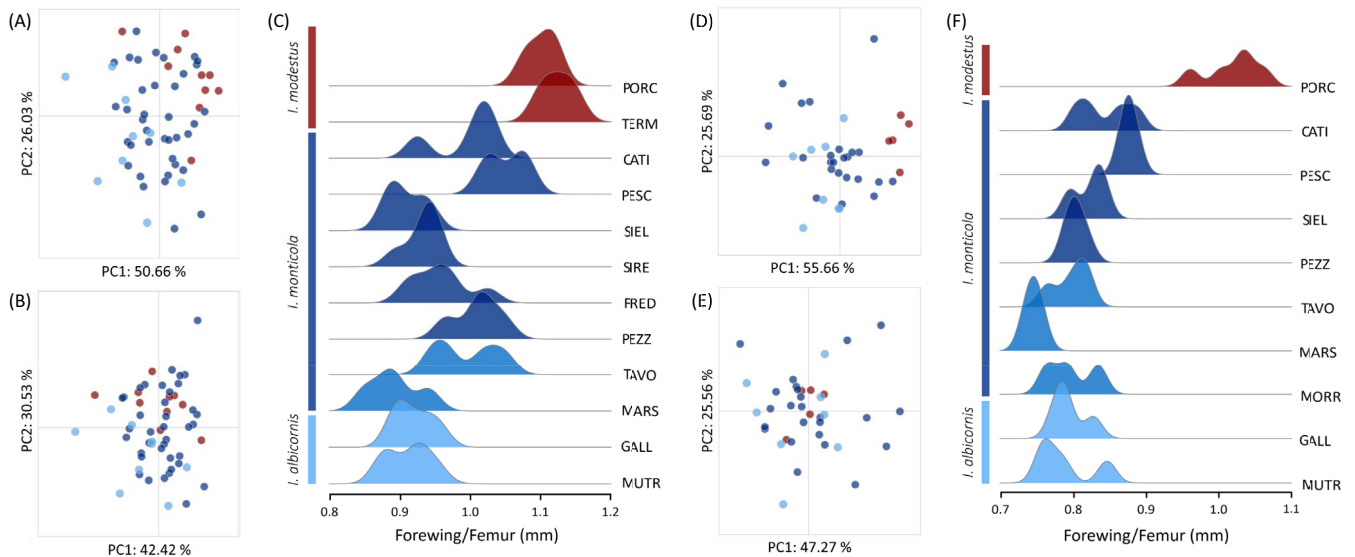 (A)
PC2: 26.03 %
PC1: 50.66 %
(B)
PC2: 30.53 %
PC1: 42.42 %
(C)
I. modestus
I. monticola
I. albicornis
PORC
TERM
CATI
PESC
SIEL
SIRE
FRED
PEZZ
TAVO
MARS
GALL
MUTR
0.8 0.9 1.0 1.1 1.2
Forewing/Femur (mm)
(D)
PC2: 25.69 %
PC1: 55.66 %
(E)
PC2: 25.56 %
PC1: 47.27 %
(F)
I. modestus
I. monticola
I. albicornis
PORC
CATI
PESC
SIEL
PEZZ
TAVO
MARS
MORR
GALL
MUTR
0.7 0.8 0.9 1.0 1.1
Forewing/Femur (mm)